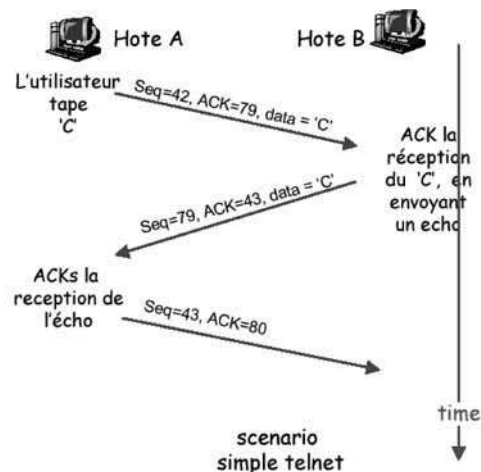 Hote A
Hote B
L'utilisateur
tape
'C'
Seq=42, ACK=79, data = 'C'
ACK la
réception
du 'C', en
envoyant
un echo
Seq=79, ACK=43, data = 'C'
ACKs la
reception de
l'écho
Seq=43, ACK=80
time
scenario
simple telnet